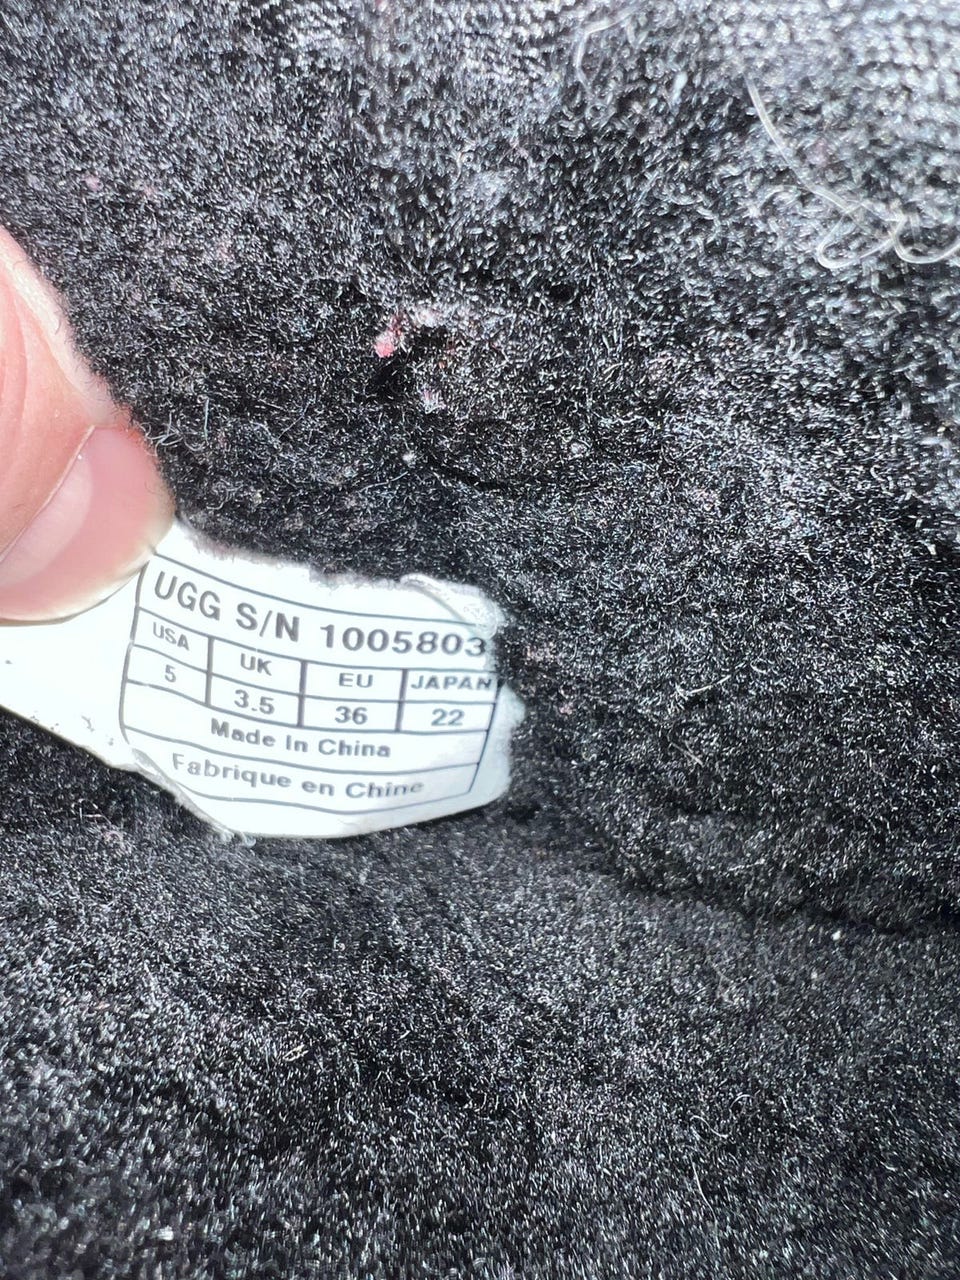 UGG S/N 1005803
USA UK EU JAPAN
5 3.5 36 22
Made In China
Fabrique en Chine